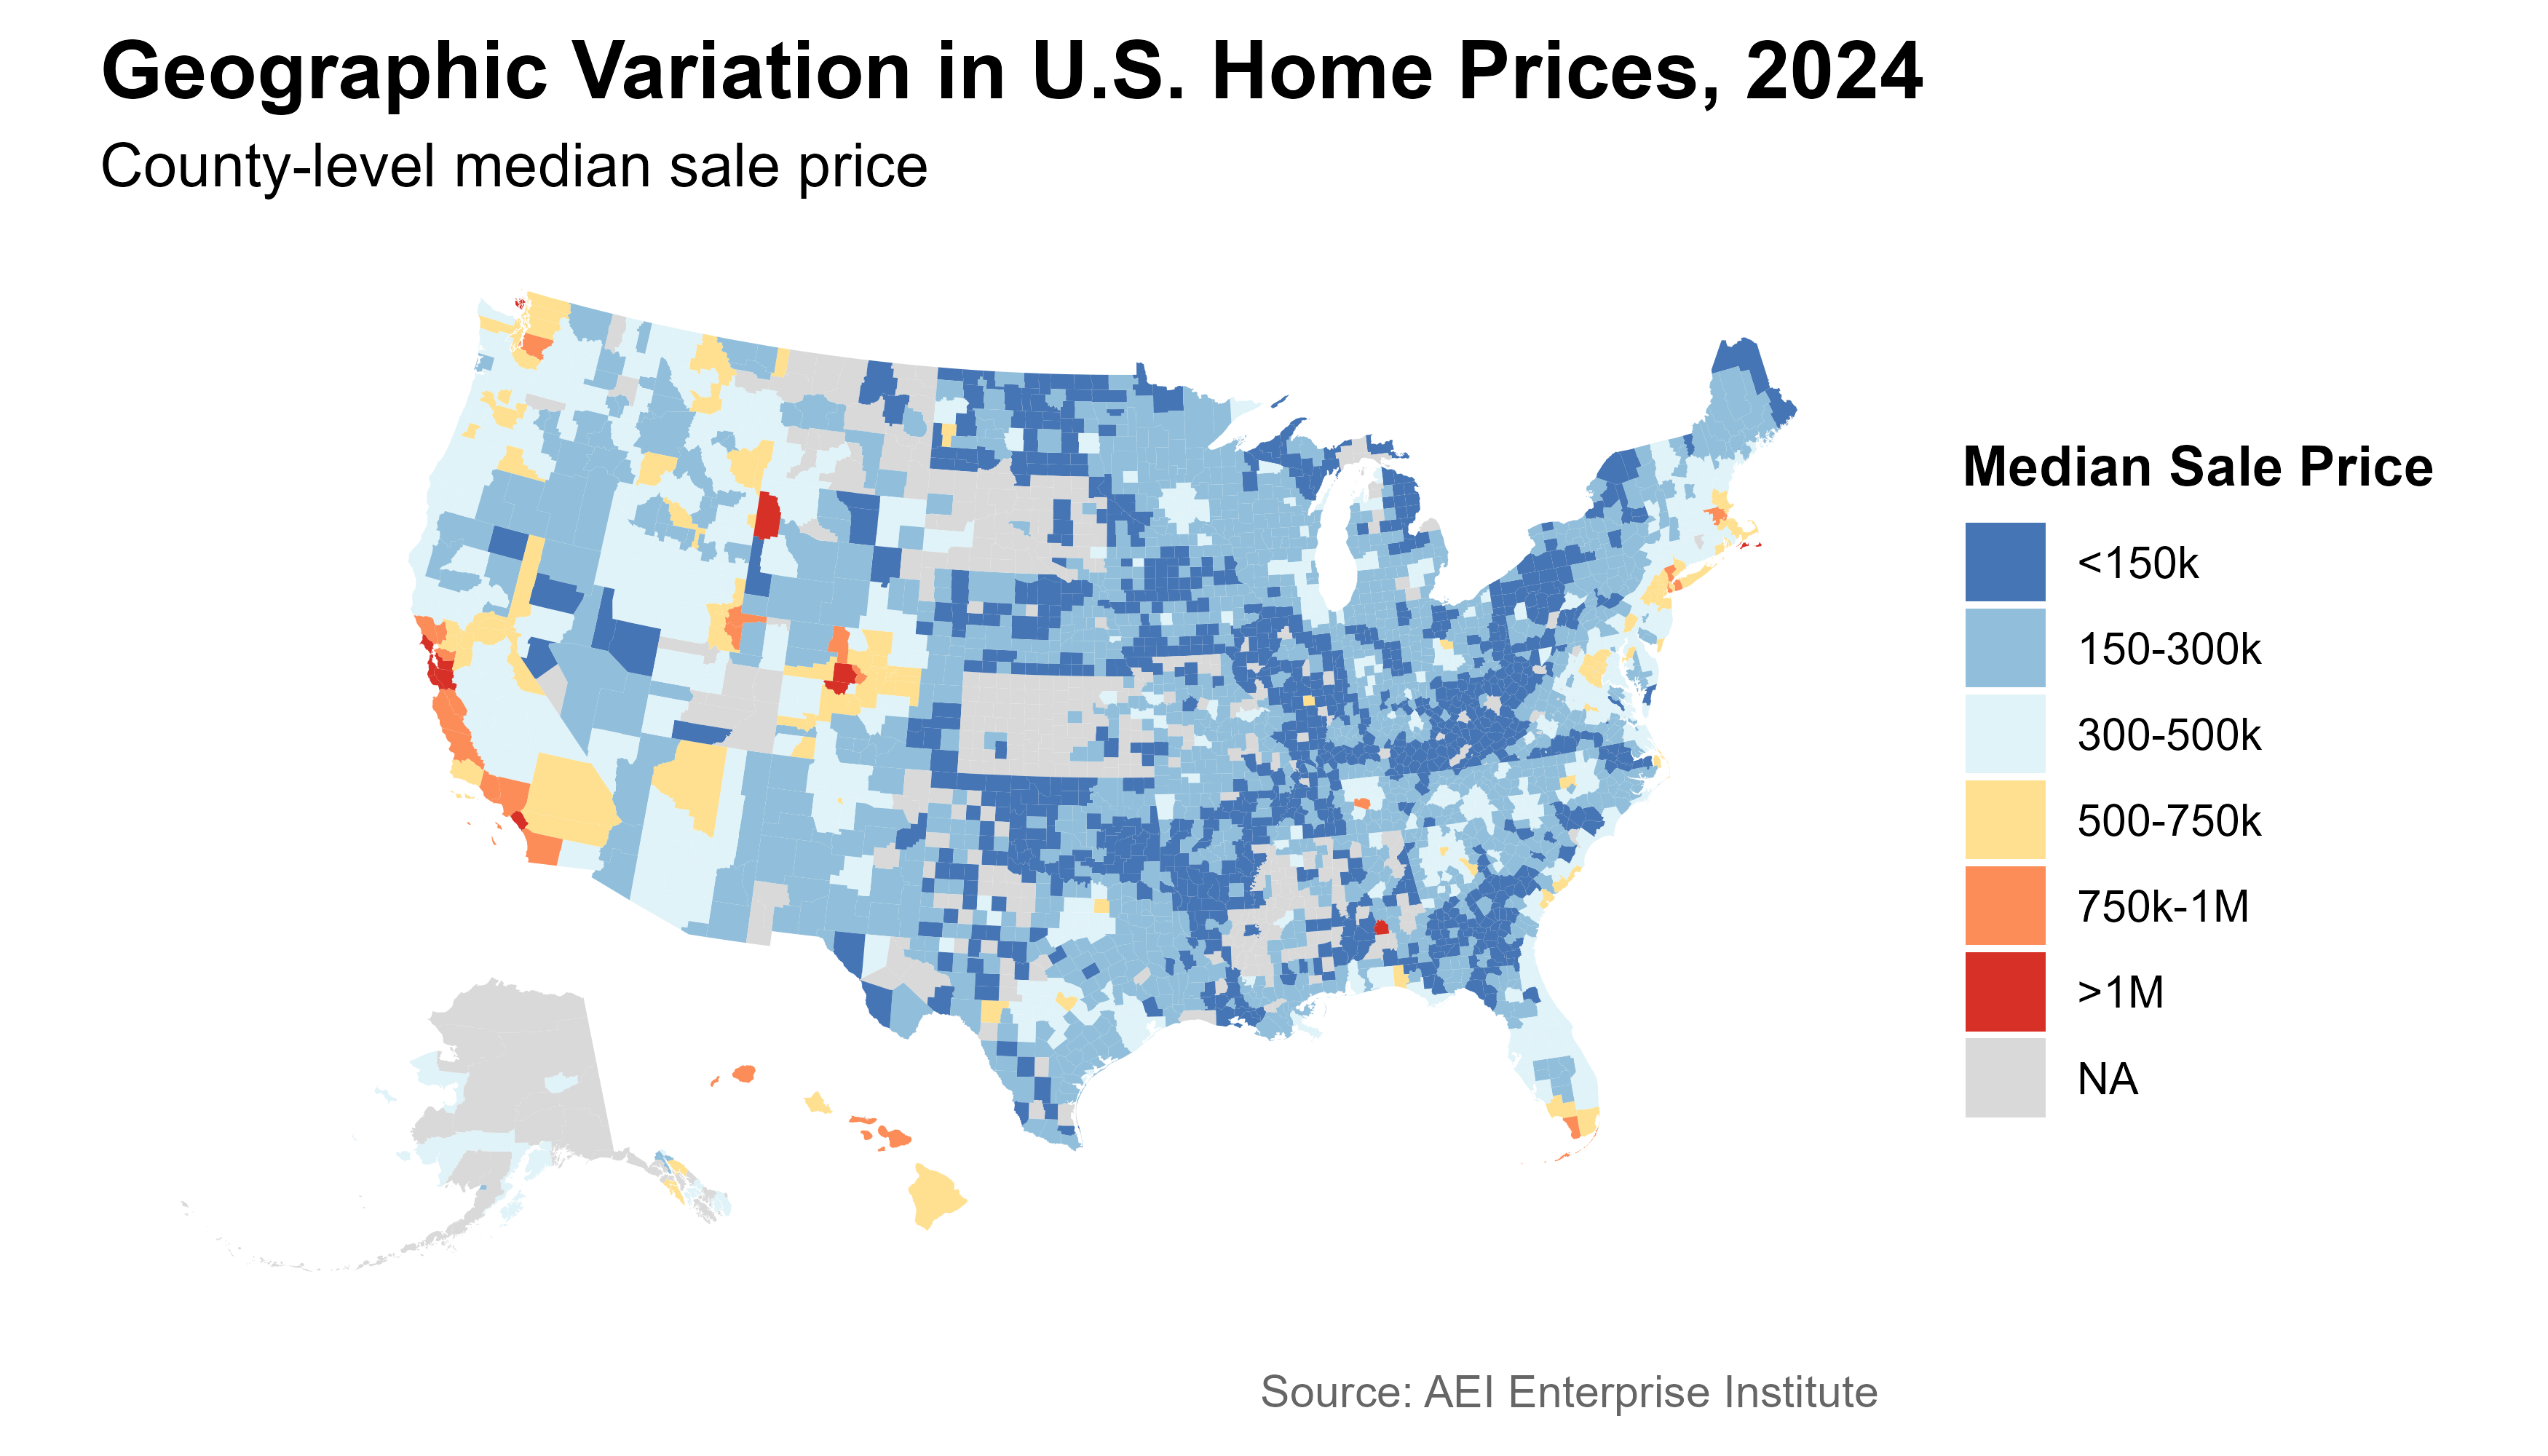 Geographic Variation in U.S. Home Prices, 2024
County-level median sale price
Median Sale Price
<150k
150-300k
300-500k
500-750k
750k-1M
>1M
NA
Source: AEI Enterprise Institute